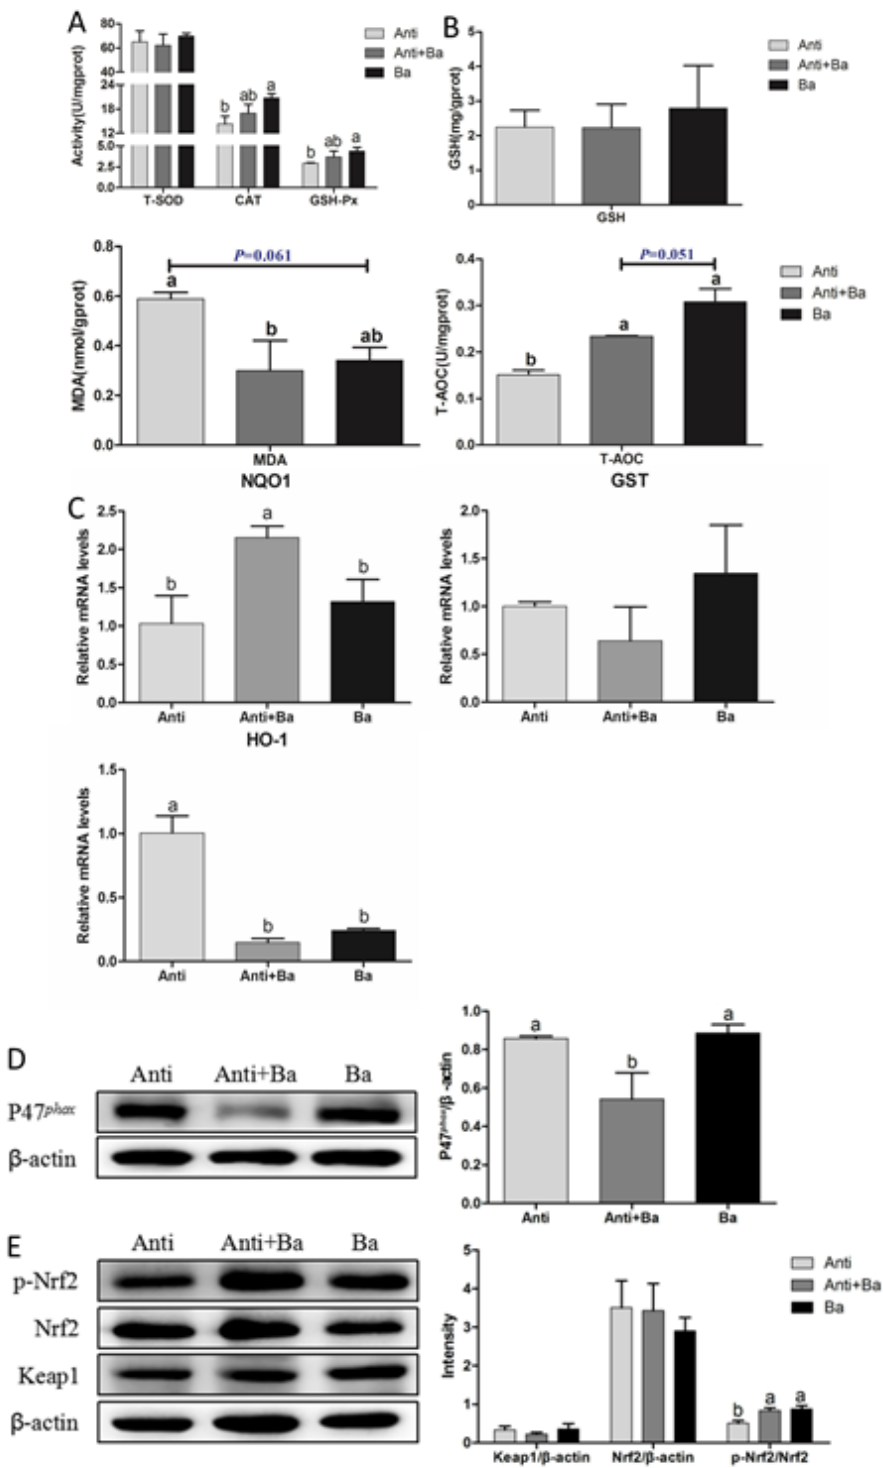 A
Activity(U/mgprot)
80
60
40
24
18
12
5.0
2.5
0.0
b ab a
b ab a
T-SOD CAT GSH-Px
Anti
Anti+Ba
Ba
B
GSH(mg/gprot)
5
4
3
2
1
0
GSH
Anti
Anti+Ba
Ba
MDA(nmol/gprot)
0.8
0.6
0.4
0.2
0.0
P=0.061
a
b
ab
MDA
T-AOC(U/mgprot)
0.4
0.3
0.2
0.1
0.0
P=0.051
b
a
a
T-AOC
Anti
Anti+Ba
Ba
C
NQO1
Relative mRNA levels
2.5
2.0
1.5
1.0
0.5
0.0
b
a
b
Anti Anti+Ba Ba
GST
Relative mRNA levels
2.0
1.5
1.0
0.5
0.0
Anti Anti+Ba Ba
HO-1
Relative mRNA levels
1.5
1.0
0.5
0.0
a
b
b
Anti Anti+Ba Ba
D
Anti Anti+Ba Ba
P47phox
β-actin
P47phox/β -actin
1.0
0.8
0.6
0.4
0.2
0.0
a
b
a
Anti Anti+Ba Ba
E
Anti Anti+Ba Ba
p-Nrf2
Nrf2
Keap1
β-actin
Intensity
5
4
3
2
1
0
b a a
Keap1/β-actin Nrf2/β-actin p-Nrf2/Nrf2
Anti
Anti+Ba
Ba